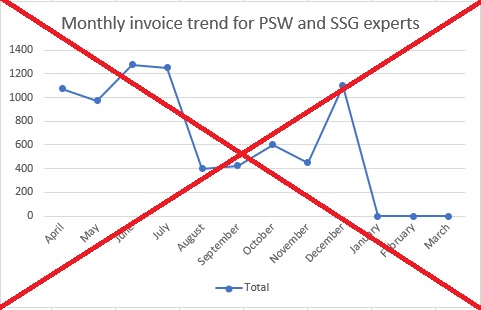 Monthly invoice trend for PSW and SSG experts
1400
1200
1000
800
600
400
200
0
April
May
June
July
August
September
October
November
December
January
February
March
Total